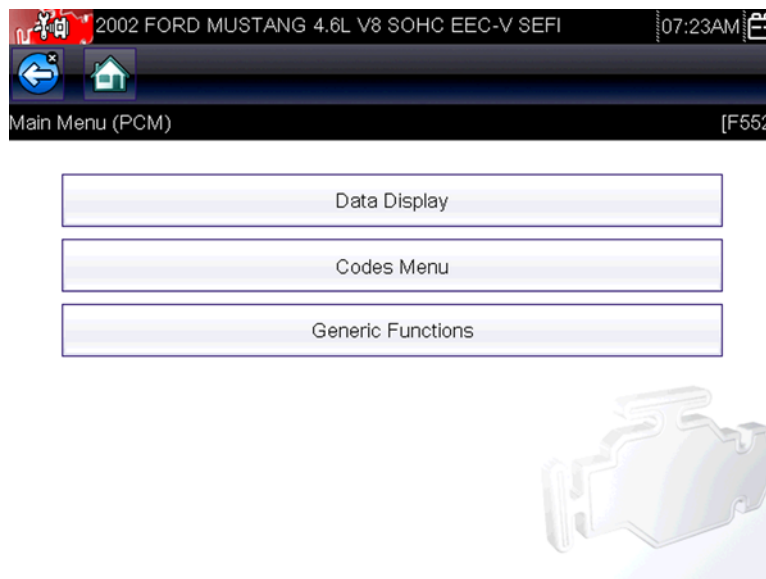 2002 FORD MUSTANG 4.6L V8 SOHC EEC-V SEFI 07:23AM
Main Menu (PCM) [F552
Data Display
Codes Menu
Generic Functions